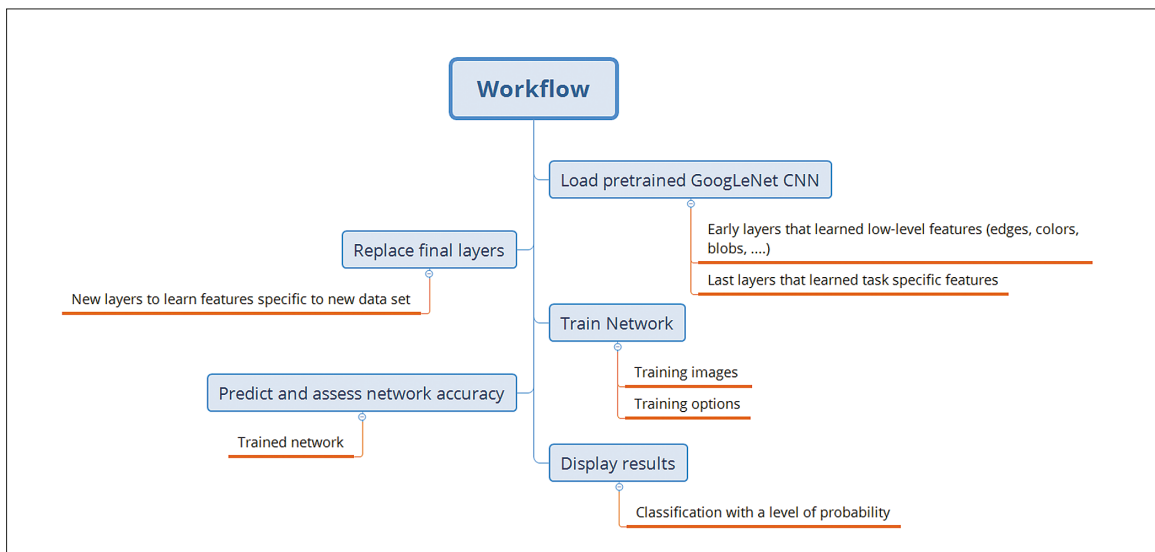 Workflow
Load pretrained GoogLeNet CNN
Early layers that learned low-level features (edges, colors,
blobs, ....)
Last layers that learned task specific features
Replace final layers
New layers to learn features specific to new data set
Train Network
Training images
Training options
Predict and assess network accuracy
Trained network
Display results
Classification with a level of probability